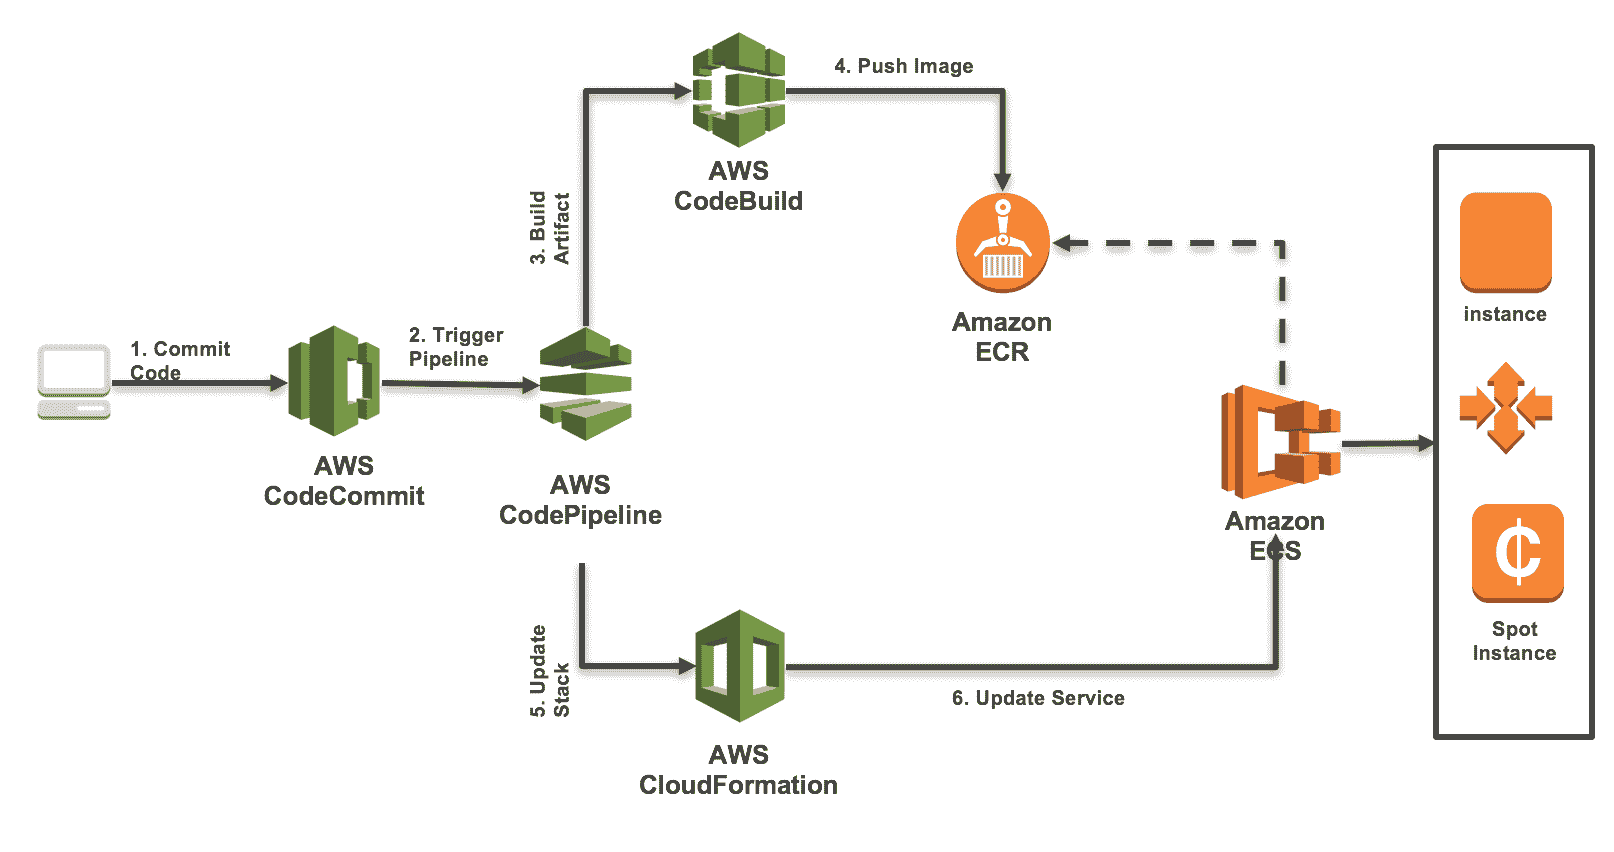 4. Push Image
AWS
CodeBuild
3. Build
Artifact
instance
Amazon
ECR
1. Commit
Code
2. Trigger
Pipeline
AWS
CodeCommit
AWS
CodePipeline
Amazon
ECS
¢
Spot
Instance
5. Update
Stack
6. Update Service
AWS
CloudFormation